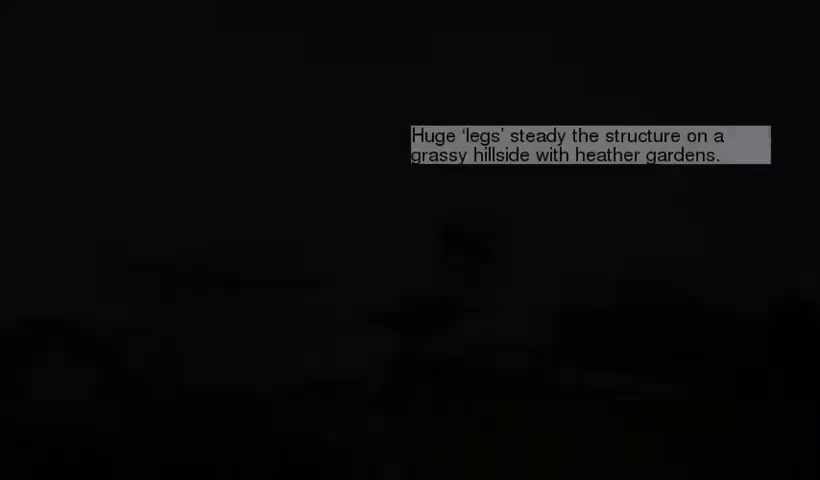 Huge ‘legs’ steady the structure on a
grassy hillside with heather gardens.